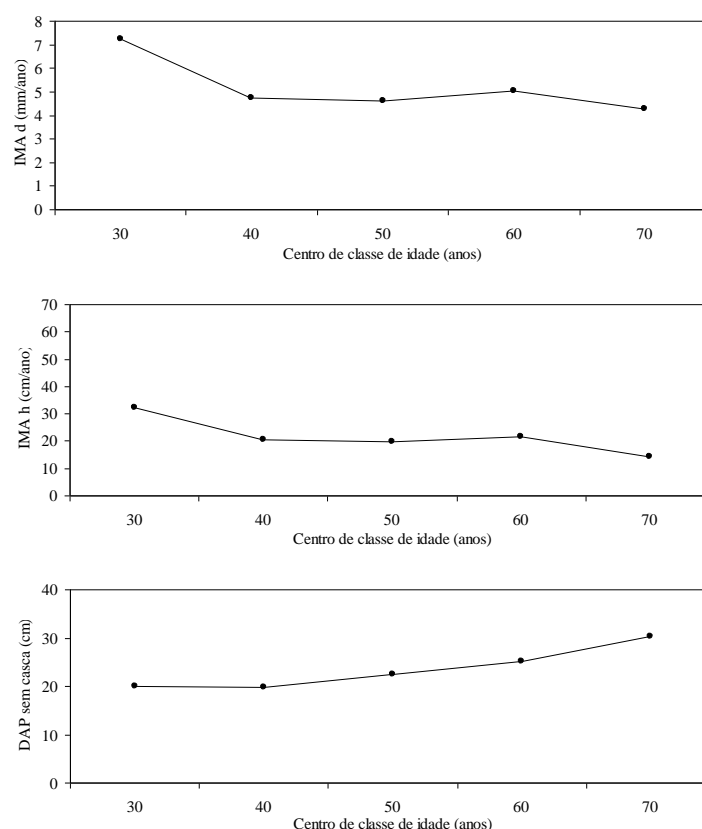 8
7
6
5
4
3
2
1
0
IMA d (mm/ano)
30 40 50 60 70
Centro de classe de idade (anos)
70
60
50
40
30
20
10
0
IMA h (cm/ano)
30 40 50 60 70
Centro de classe de idade (anos)
40
30
20
10
0
DAP sem casca (cm)
30 40 50 60 70
Centro de classe de idade (anos)